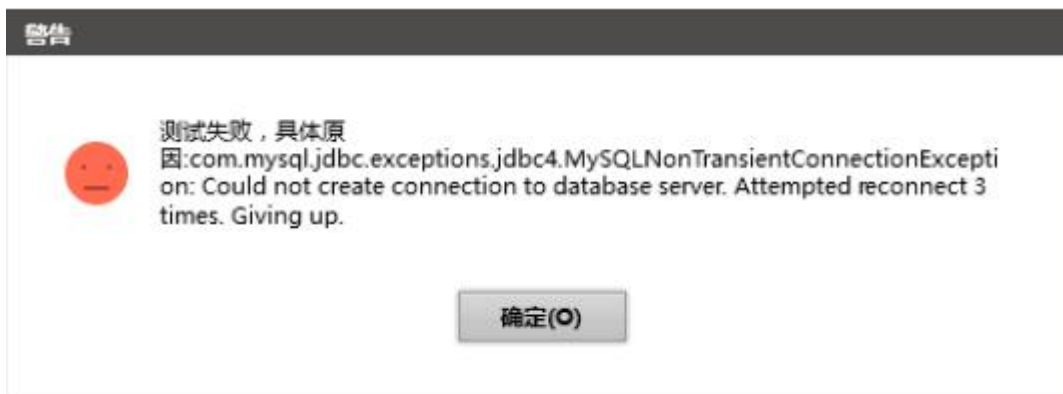 警告
测试失败，具体原
因:com.mysql.jdbc.exceptions.jdbc4.MySQLNonTransientConnectionExcepti
on: Could not create connection to database server. Attempted reconnect 3
times. Giving up.
确定(O)